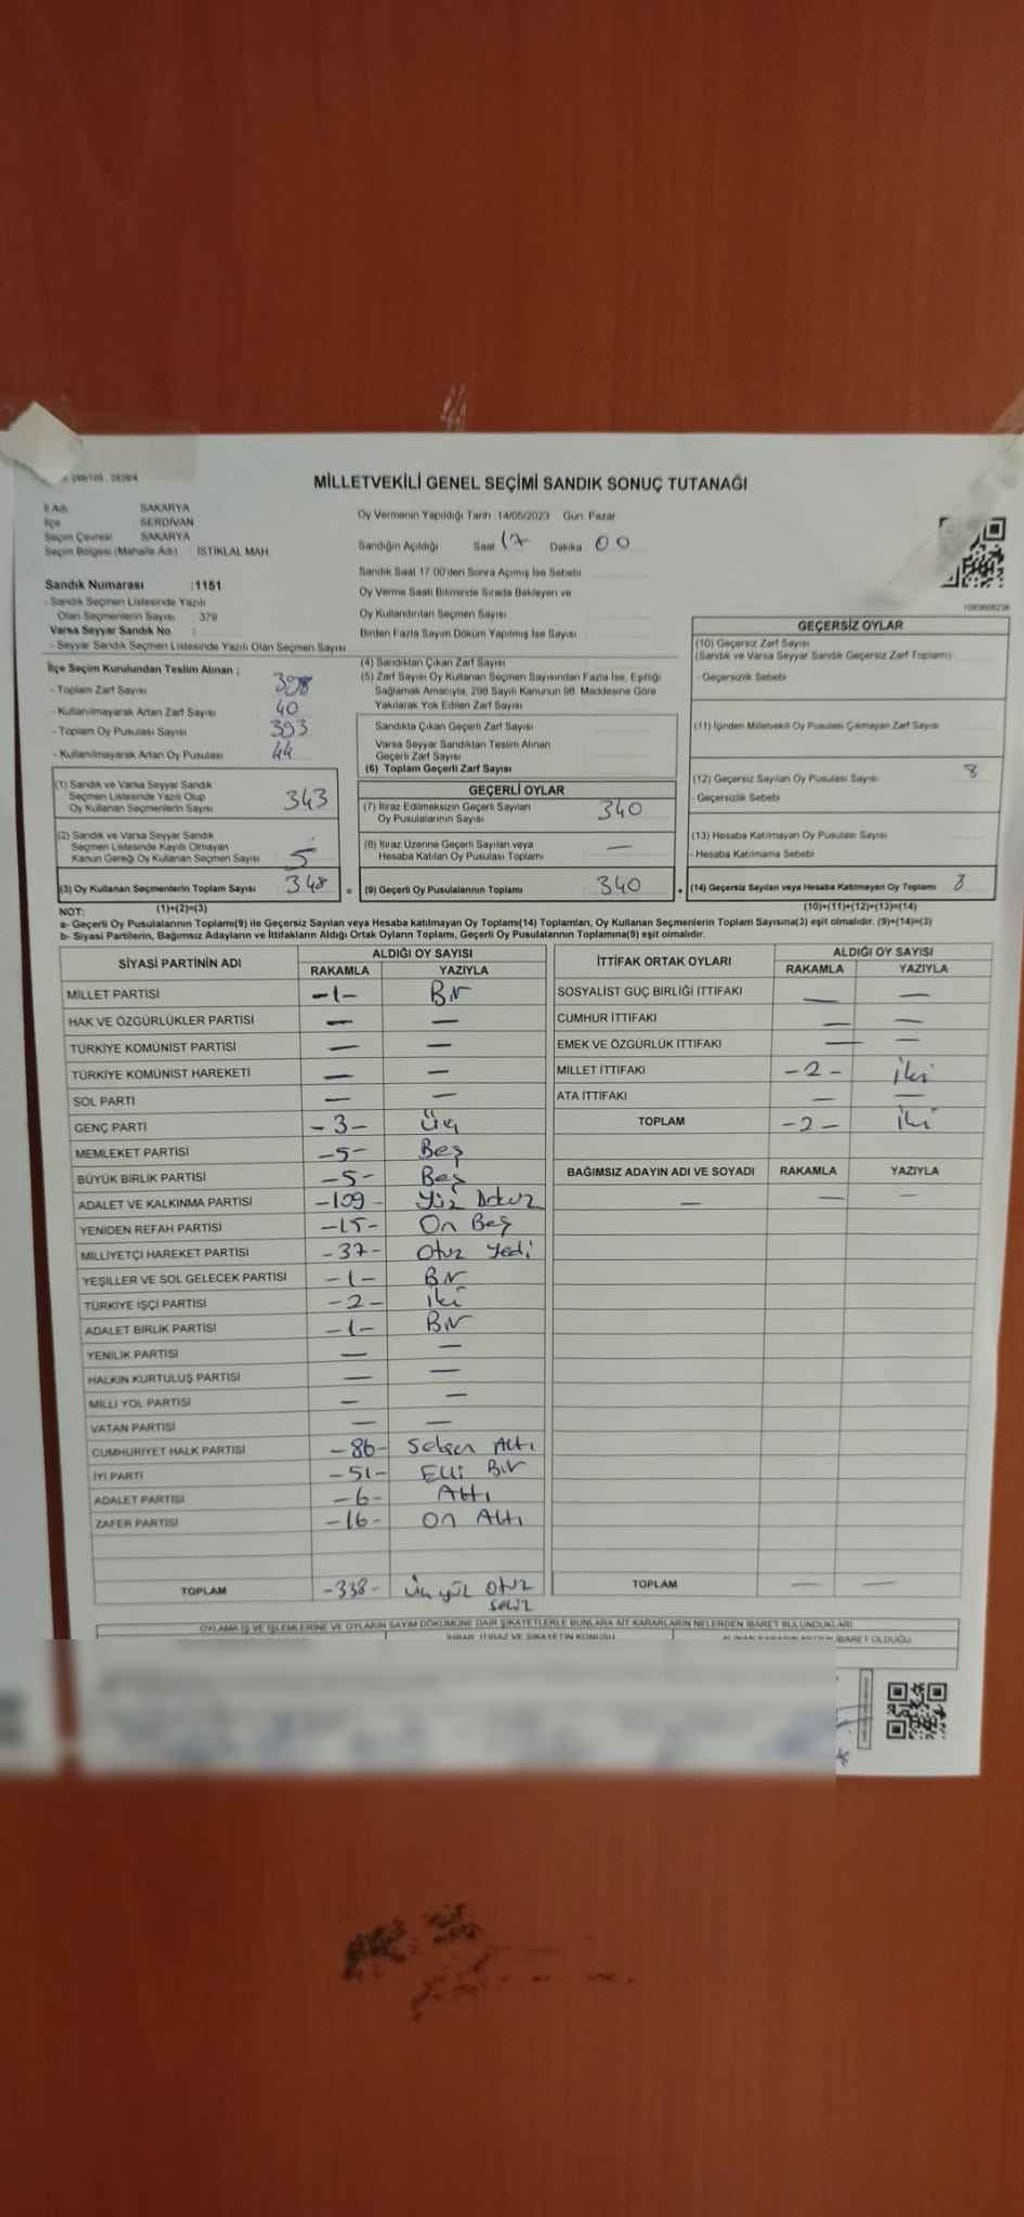 MİLLETVEKİLİ GENEL SEÇİMİ SANDIK SONUÇ TUTANAĞI
İl Adı SAKARYA
İlçe SERDİVAN
Seçim Çevresi SAKARYA
Seçim Bölgesi (Mahalle Adı) İSTİKLAL MAH
Sandık Numarası :1151
- Sandık Seçmen Listesinde Yazılı
Olan Seçmenlerin Sayısı 379
Varsa Seyyar Sandık No
- Seyyar Sandık Seçmen Listesinde Yazılı Olan Seçmen Sayısı
Oy Vermenin Yapıldığı Tarih :14/05/2023 Gün: Pazar
Sandığın Açıldığı Saat 17 Dakika 00
Sandık Saat 17.00'den Sonra Açılmış İse Sebebi
Oy Verme Saati Bitiminde Sırada Bekleyen ve
Oy Kullandırılan Seçmen Sayısı
Birden Fazla Sayım Döküm Yapılmış İse Sayısı
İlçe Seçim Kurulundan Teslim Alınan ;
- Toplam Zarf Sayısı
- Kullanılmayarak Artan Zarf Sayısı 40
- Toplam Oy Pusulası Sayısı 393
- Kullanılmayarak Artan Oy Pusulası 44
(1) Sandık ve Varsa Seyyar Sandık
Seçmen Listesinde Yazılı Olup
Oy Kullanan Seçmenlerin Sayısı 343
(2) Sandık ve Varsa Seyyar Sandık
Seçmen Listesinde Kayıtlı Olmayan
Kanun Gereği Oy Kullanan Seçmen Sayısı 5
(3) Oy Kullanan Seçmenlerin Toplam Sayısı 348 =
(1)+(2)=(3)
(4) Sandıktan Çıkan Zarf Sayısı
(5) Zarf Sayısı Oy Kullanan Seçmen Sayısından Fazla İse, Eşitliği
Sağlamak Amacıyla, 298 Sayılı Kanunun 98. Maddesine Göre
Yakılarak Yok Edilen Zarf Sayısı
Sandıkta Çıkan Geçerli Zarf Sayısı
Varsa Seyyar Sandıktan Teslim Alınan
Geçerli Zarf Sayısı
(6) Toplam Geçerli Zarf Sayısı
GEÇERLİ OYLAR
(7) İtiraz Edilmeksizin Geçerli Sayılan
Oy Pusulalarının Sayısı 340
(8) İtiraz Üzerine Geçerli Sayılan veya
Hesaba Katılan Oy Pusulası Toplamı —
(9) Geçerli Oy Pusulalarının Toplamı 340 +
GEÇERSİZ OYLAR
(10) Geçersiz Zarf Sayısı
(Sandık ve Varsa Seyyar Sandık Geçersiz Zarf Toplamı)
- Geçersizlik Sebebi
(11) İçinden Milletvekili Oy Pusulası Çıkmayan Zarf Sayısı
(12) Geçersiz Sayılan Oy Pusulası Sayısı 8
- Geçersizlik Sebebi
(13) Hesaba Katılmayan Oy Pusulası Sayısı
- Hesaba Katılmama Sebebi
(14) Geçersiz Sayılan veya Hesaba Katılmayan Oy Toplamı 8
(10)+(11)+(12)+(13)=(14)
NOT:
a- Geçerli Oy Pusulalarının Toplamı(9) ile Geçersiz Sayılan veya Hesaba katılmayan Oy Toplamı(14) Toplamları, Oy Kullanan Seçmenlerin Toplam Sayısına(3) eşit olmalıdır. (9)+(14)=(3)
b- Siyasi Partilerin, Bağımsız Adayların ve İttifakların Aldığı Ortak Oyların Toplamı, Geçerli Oy Pusulalarının Toplamına(9) eşit olmalıdır.
SİYASİ PARTİNİN ADI ALDIĞI OY SAYISI
RAKAMLA YAZIYLA
MİLLET PARTİSİ -1- Bir
HAK VE ÖZGÜRLÜKLER PARTİSİ — —
TÜRKİYE KOMÜNİST PARTİSİ — —
TÜRKİYE KOMÜNİST HAREKETİ — —
SOL PARTİ — —
GENÇ PARTİ -3- Üç
MEMLEKET PARTİSİ -5- Beş
BÜYÜK BİRLİK PARTİSİ -5- Beş
ADALET VE KALKINMA PARTİSİ -109- Yüz Dokuz
YENİDEN REFAH PARTİSİ -15- On Beş
MİLLİYETÇİ HAREKET PARTİSİ -37- Otuz Yedi
YEŞİLLER VE SOL GELECEK PARTİSİ -1- Bir
TÜRKİYE İŞÇİ PARTİSİ -2- İki
ADALET BİRLİK PARTİSİ -1- Bir
YENİLİK PARTİSİ — —
HALKIN KURTULUŞ PARTİSİ — —
MİLLİ YOL PARTİSİ — —
VATAN PARTİSİ — —
CUMHURİYET HALK PARTİSİ -86- Seksen Altı
İYİ PARTİ -51- Elli Bir
ADALET PARTİSİ -6- Altı
ZAFER PARTİSİ -16- On Altı
TOPLAM -338- Üç yüz Otuz
sekiz
İTTİFAK ORTAK OYLARI ALDIĞI OY SAYISI
RAKAMLA YAZIYLA
SOSYALİST GÜÇ BİRLİĞİ İTTİFAKI — —
CUMHUR İTTİFAKI — —
EMEK VE ÖZGÜRLÜK İTTİFAKI — —
MİLLET İTTİFAKI -2- İki
ATA İTTİFAKI — —
TOPLAM -2- İki
BAĞIMSIZ ADAYIN ADI VE SOYADI RAKAMLA YAZIYLA
— — —
TOPLAM — —
OYLAMA İŞ VE İŞLEMLERİNE VE OYLARIN SAYIM DÖKÜMÜNE DAİR ŞİKAYETLERLE BUNLARA AİT KARARLARIN NELERDEN İBARET BULUNDUKLARI
İTİRAZ VE ŞİKAYETİN KONUSU
İBARET OLDUĞU